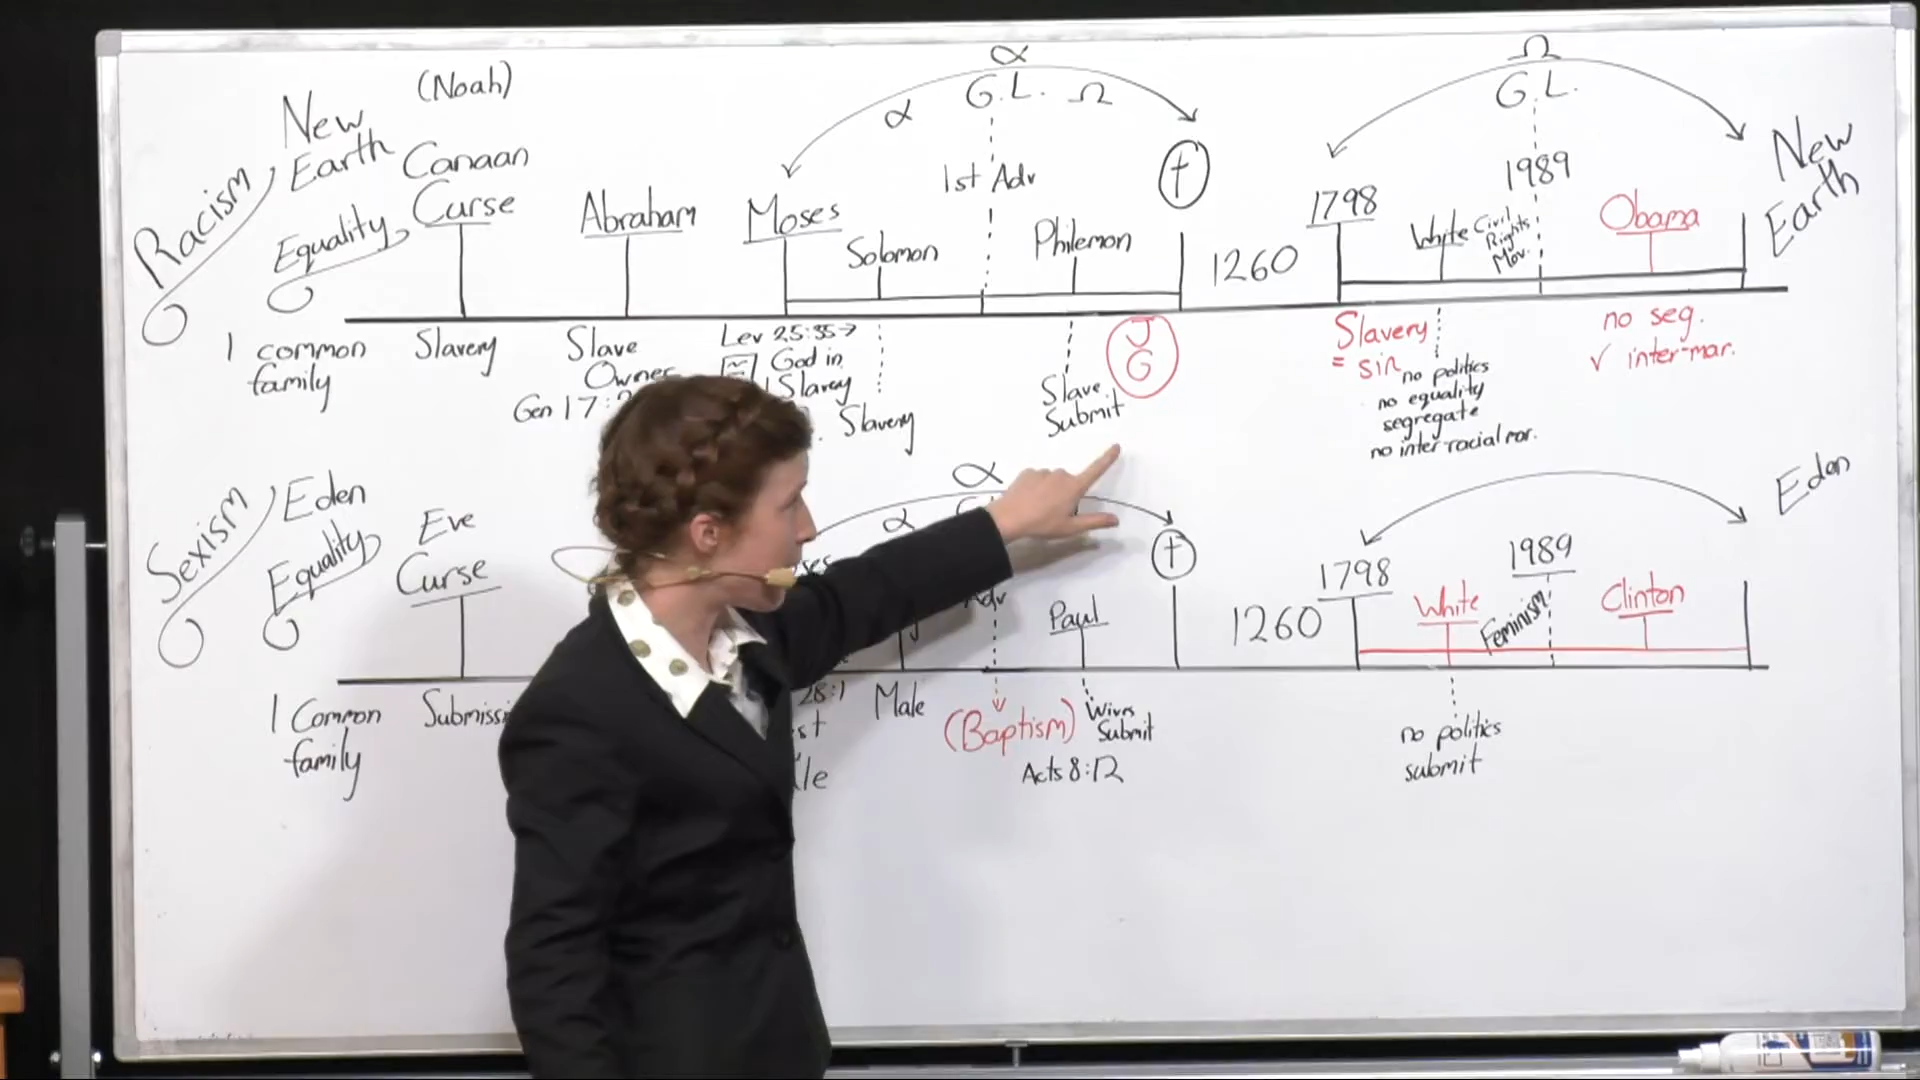 Racism
New
Earth
(Noah)
Equality
Canaan
Curse
Abraham
Moses
Solomon
α
G.L.
α
Ω
1st Adv
Philemon
†
1260
1798
White
Civil
Rights
Mov.
Ω
G.L.
1989
Obama
New
Earth
1 common
family
Slavery
Slave
Owner
Gen 17:
Lev 25:35→
God in
Slavery
Slavery
Slave
Submit
J
G
Slavery
= sin
no politics
no equality
segregate
no inter-racial mar.
no seg.
✓ inter-mar.
Sexism
Eden
Equality
Eve
Curse
α
α
Adv
Paul
†
1260
1798
White
Feminism
1989
Clinton
Eden
1 Common
family
Submissi
28:1
Male
(Baptism)
Wives
Submit
Acts 8:12
no politics
submit